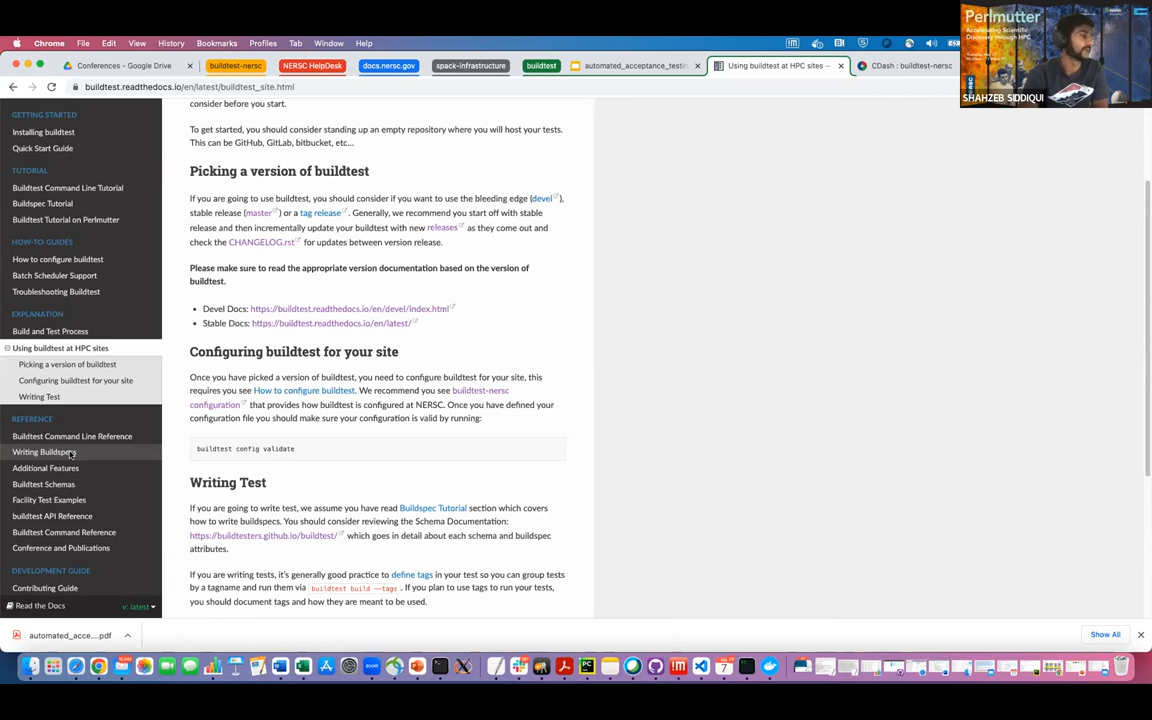 Chrome File Edit View History Bookmarks Profiles Tab Window Help
Conferences - Google Drive
buildtest-nersc
NERSC HelpDesk
docs.nersc.gov
spack-infrastructure
buildtest
automated_acceptance_testin
Using buildtest at HPC sites —
CDash : buildtest-nersc
buildtest.readthedocs.io/en/latest/buildtest_site.html
Perlmutter
Accelerating Scientific
Discovery through HPC
SHAHZEB SIDDIQUI
GETTING STARTED
Installing buildtest
Quick Start Guide
TUTORIAL
Buildtest Command Line Tutorial
Buildspec Tutorial
Buildtest Tutorial on Perlmutter
HOW-TO-GUIDES
How to configure buildtest
Batch Scheduler Support
Troubleshooting Buildtest
EXPLANATION
Build and Test Process
Using buildtest at HPC sites
Picking a version of buildtest
Configuring buildtest for your site
Writing Test
REFERENCE
Buildtest Command Line Reference
Writing Buildspecs
Additional Features
Buildtest Schemas
Facility Test Examples
buildtest API Reference
Buildtest Command Reference
Conference and Publications
DEVELOPMENT GUIDE
Contributing Guide
Read the Docs v: latest
consider before you start.
To get started, you should consider standing up an empty repository where you will host your tests.
This can be GitHub, GitLab, bitbucket, etc...
Picking a version of buildtest
If you are going to use buildtest, you should consider if you want to use the bleeding edge (devel),
stable release (master) or a tag release. Generally, we recommend you start off with stable
release and then incrementally update your buildtest with new releases as they come out and
check the CHANGELOG.rst for updates between version release.
Please make sure to read the appropriate version documentation based on the version of
buildtest.
• Devel Docs: https://buildtest.readthedocs.io/en/devel/index.html
• Stable Docs: https://buildtest.readthedocs.io/en/latest/
Configuring buildtest for your site
Once you have picked a version of buildtest, you need to configure buildtest for your site, this
requires you see How to configure buildtest. We recommend you see buildtest-nersc
configuration that provides how buildtest is configured at NERSC. Once you have defined your
configuration file you should make sure your configuration is valid by running:
buildtest config validate
Writing Test
If you are going to write test, we assume you have read Buildspec Tutorial section which covers
how to write buildspecs. You should consider reviewing the Schema Documentation:
https://buildtesters.github.io/buildtest/ which goes in detail about each schema and buildspec
attributes.
If you are writing tests, it's generally good practice to define tags in your test so you can group tests
by a tagname and run them via buildtest build --tags. If you plan to use tags to run your tests,
you should document tags and how they are meant to be used.
automated_acce....pdf
Show All